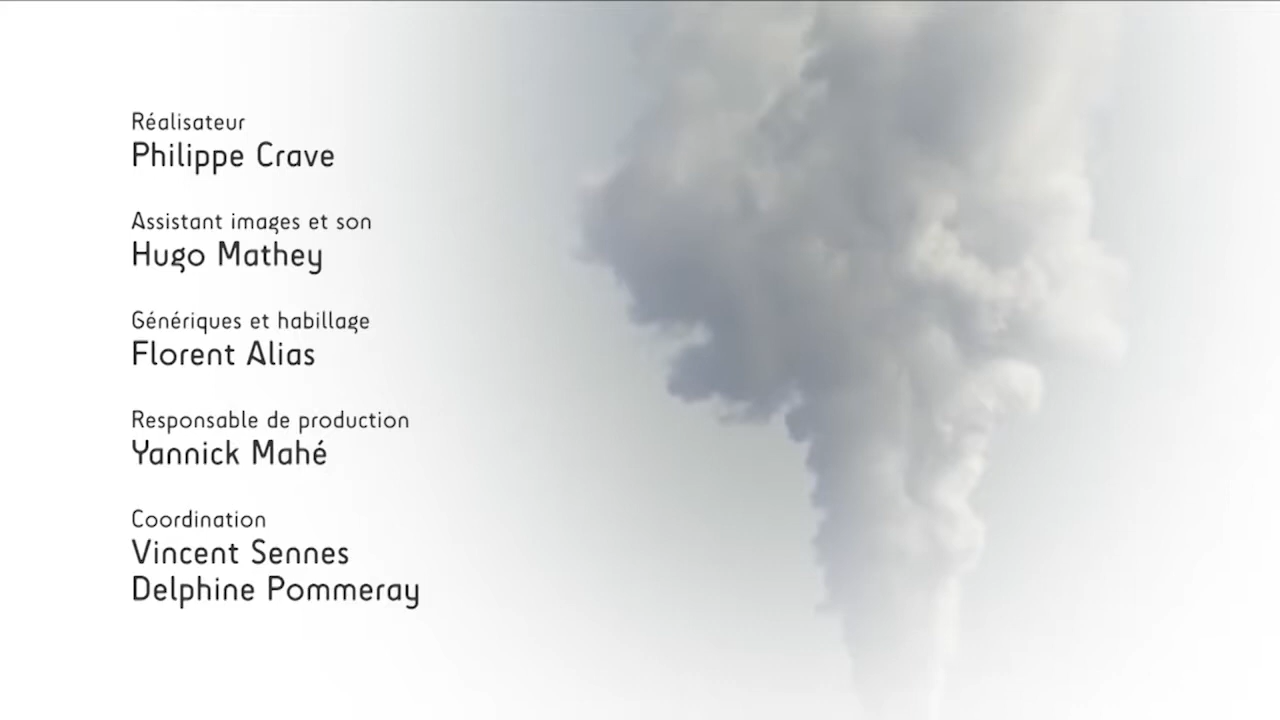 Réalisateur
Philippe Crave
Assistant images et son
Hugo Mathey
Génériques et habillage
Florent Alias
Responsable de production
Yannick Mahé
Coordination
Vincent Sennes
Delphine Pommeray